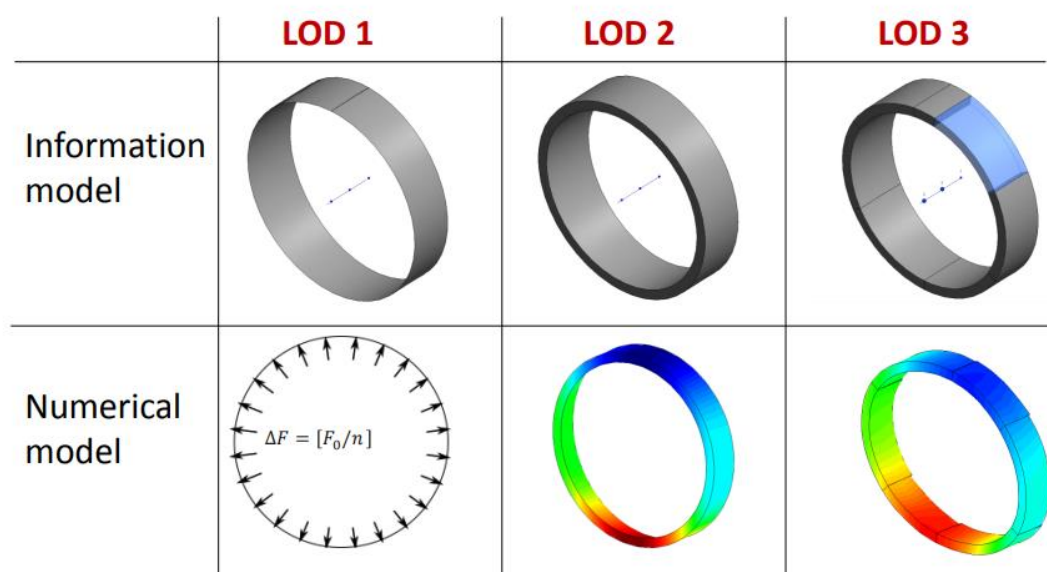 LOD 1
LOD 2
LOD 3
Information
model
Numerical
model
ΔF = [F₀/n]